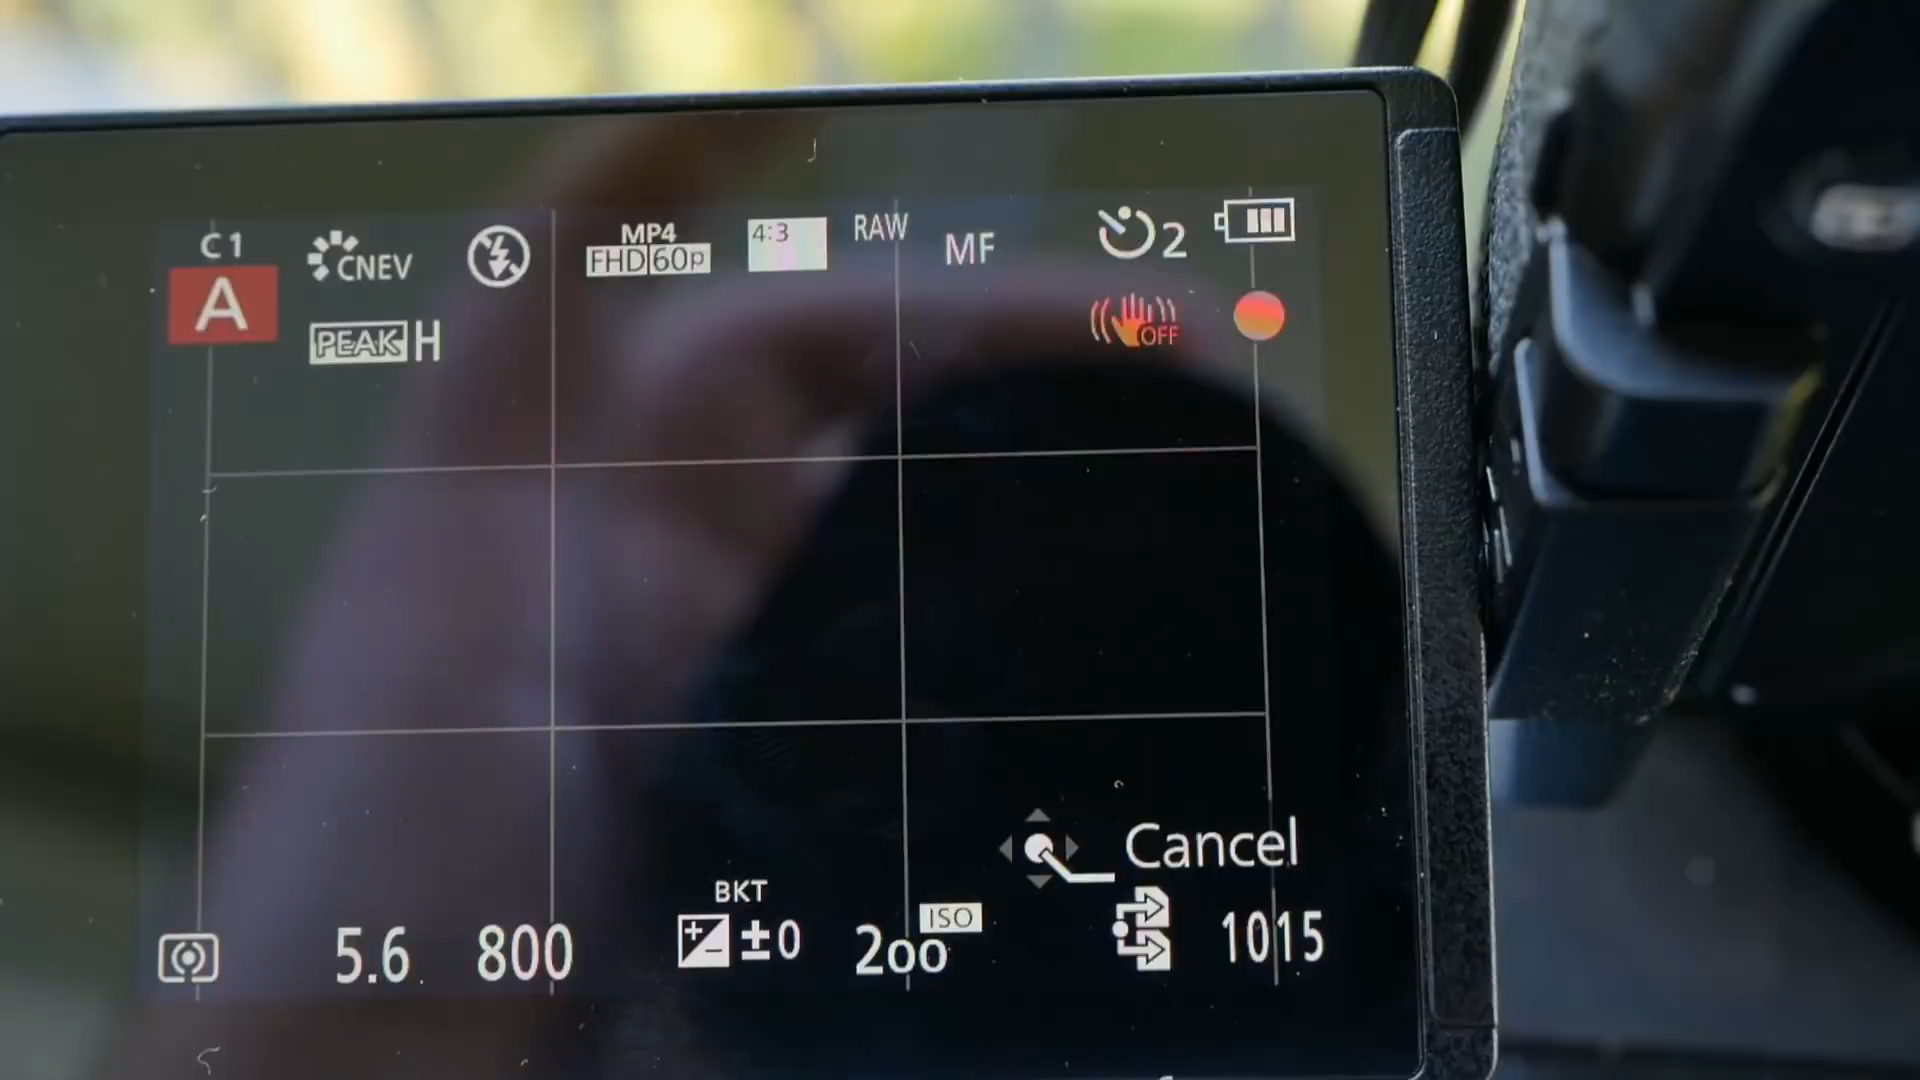 C1
A
CNEV
PEAK H
MP4
FHD 60p
4:3
RAW
MF
2
OFF
Cancel
5.6
800
BKT
±0
200
ISO
1015